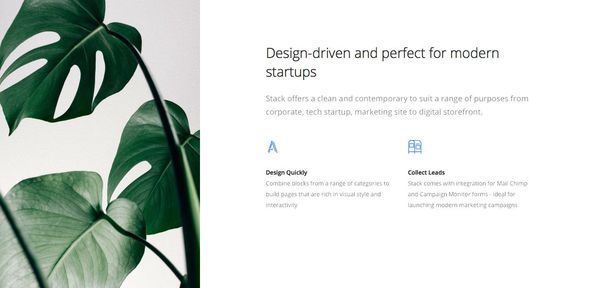 Design-driven and perfect for modern
startups
Stack offers a clean and contemporary to suit a range of purposes from
corporate, tech startup, marketing site to digital storefront.
Design Quickly
Combine blocks from a range of categories to
build pages that are rich in visual style and
interactivity
Collect Leads
Stack comes with integration for Mail Chimp
and Campaign Monitor forms - ideal for
launching modern marketing campaigns